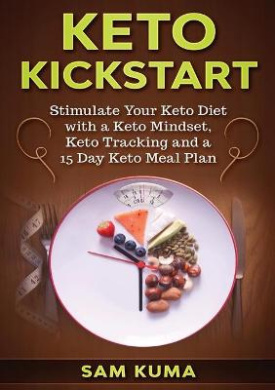 KETO
KICKSTART
Stimulate Your Keto Diet
with a Keto Mindset,
Keto Tracking and a
15 Day Keto Meal Plan
SAM KUMA